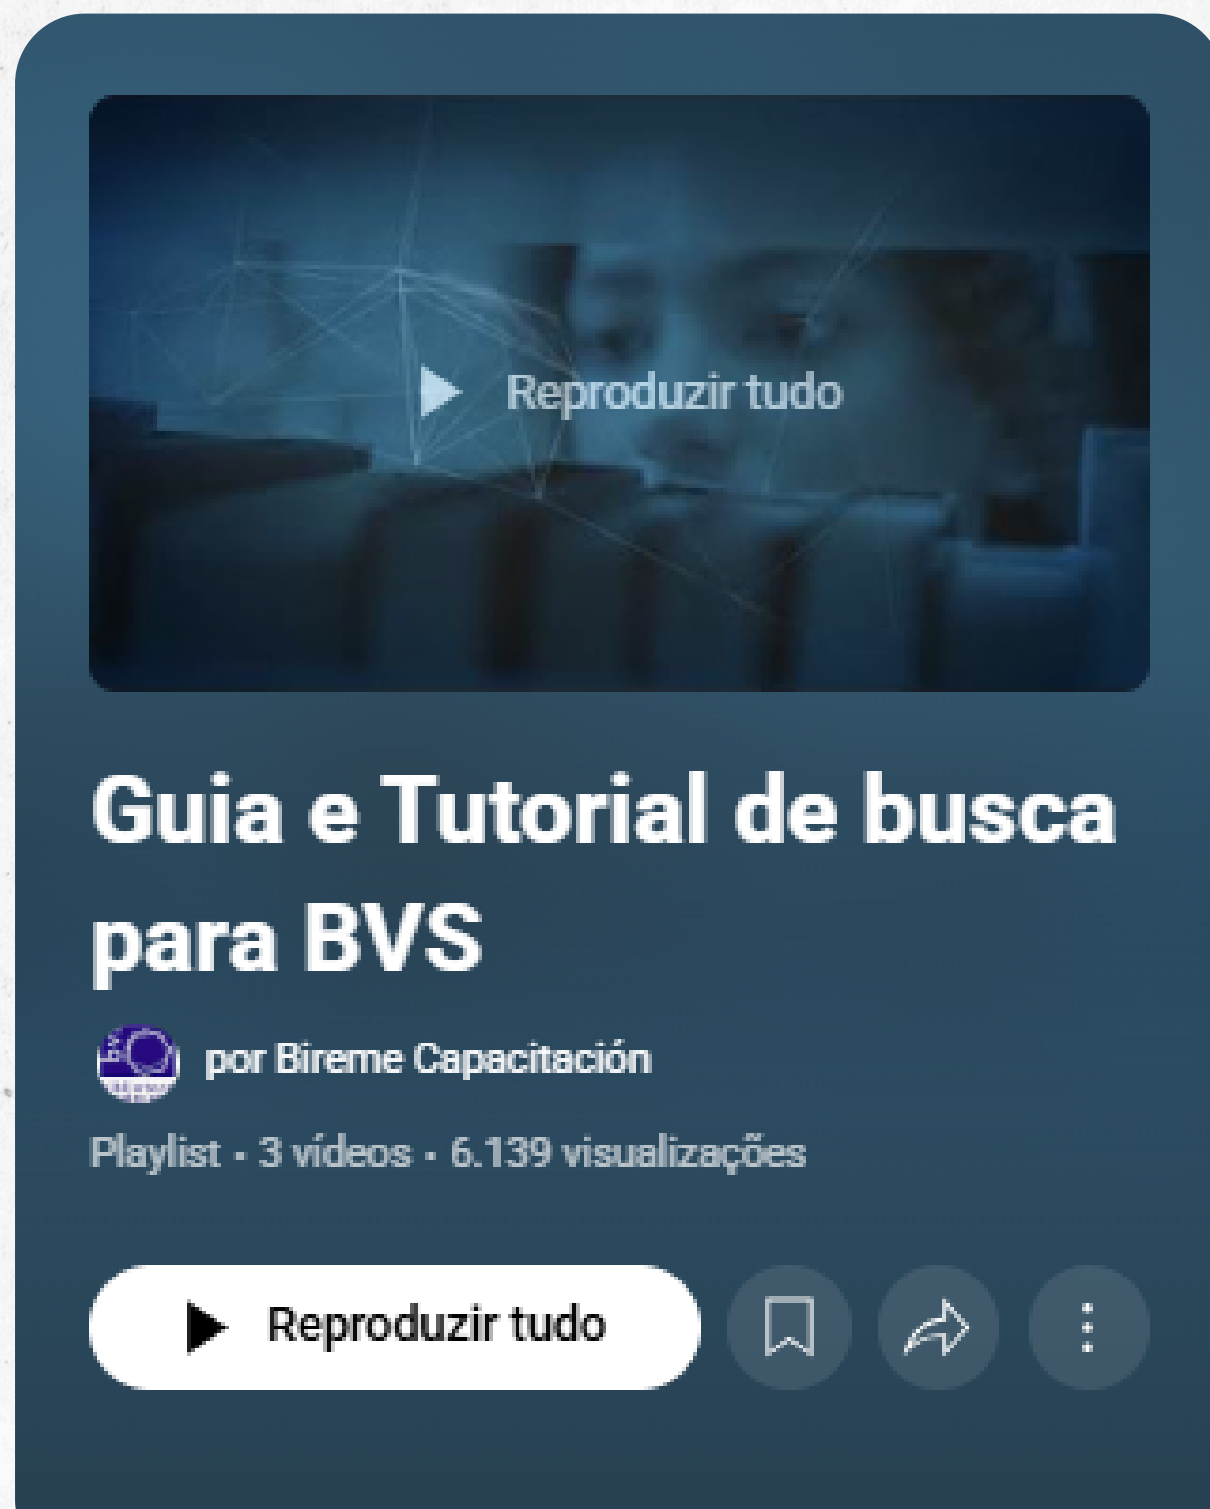 Reproduzir tudo
Guia e Tutorial de busca
para BVS
por Bireme Capacitación
Playlist • 3 vídeos • 6.139 visualizações
Reproduzir tudo